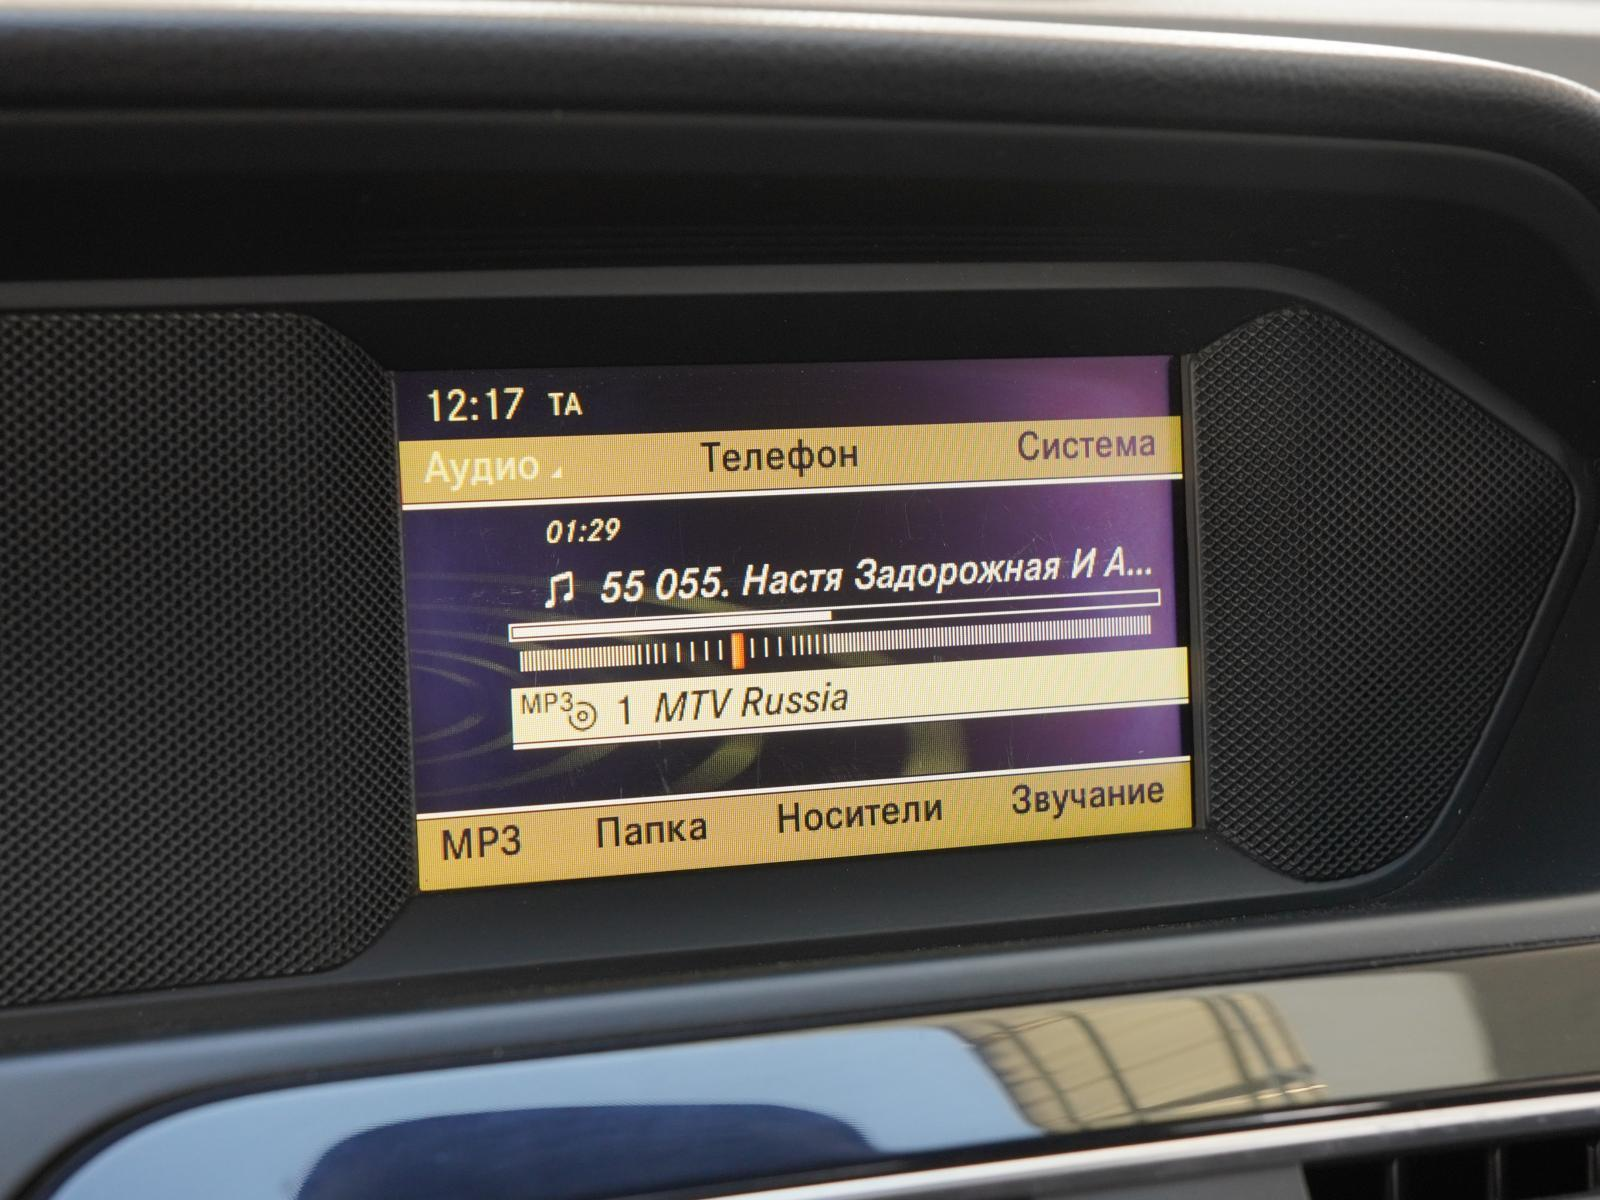 12:17 TA
Аудио Телефон Система
01:29
55 055. Настя Задорожная И А...
MP3 1 MTV Russia
MP3 Папка Носители Звучание